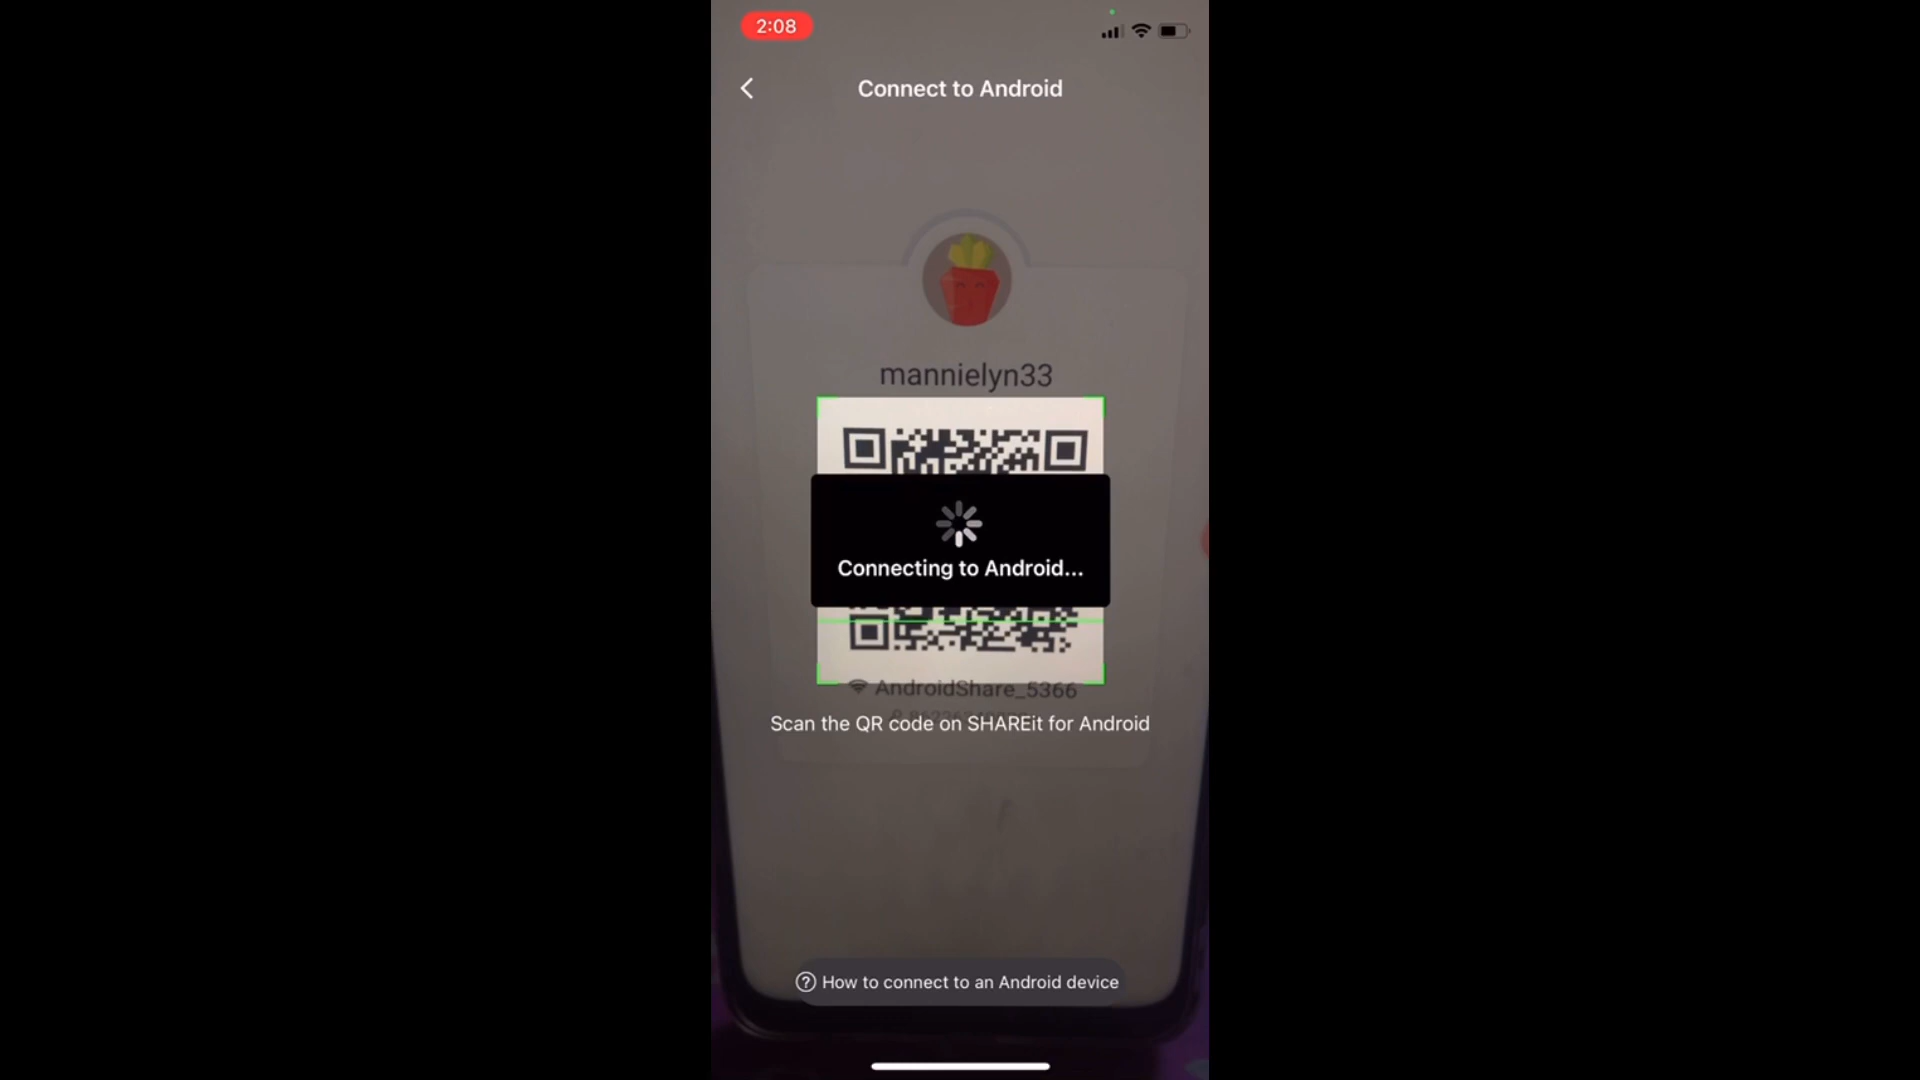 2:08
Connect to Android
mannielyn33
Connecting to Android...
AndroidShare_5366
Scan the QR code on SHAREit for Android
? How to connect to an Android device